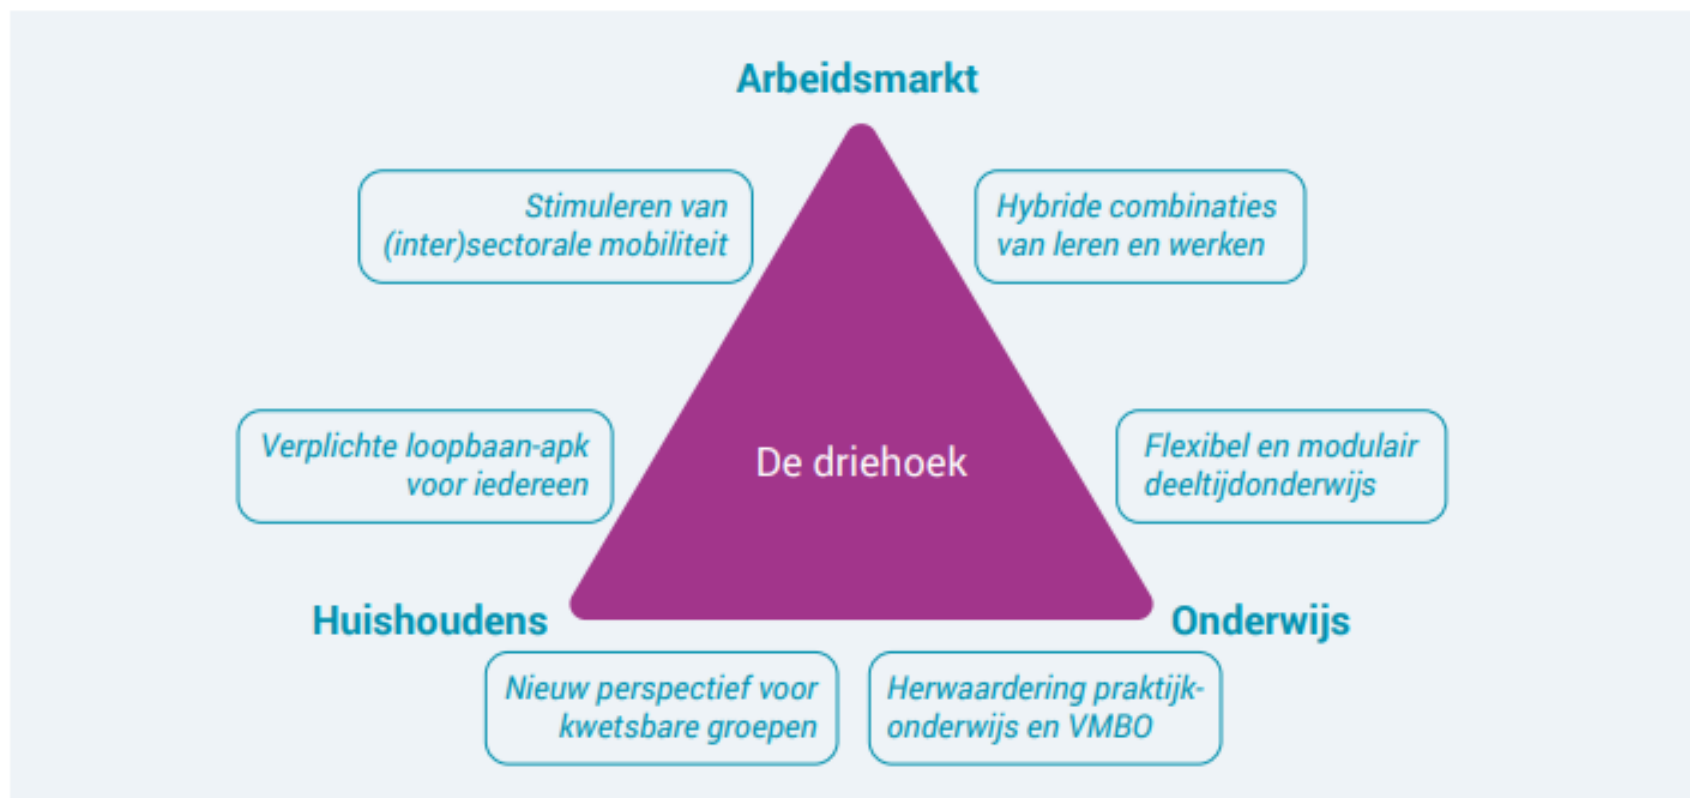 Arbeidsmarkt
Stimuleren van
(inter)sectorale mobiliteit
Hybride combinaties
van leren en werken
Verplichte loopbaan-apk
voor iedereen
De driehoek
Flexibel en modulair
deeltijdonderwijs
Huishoudens
Onderwijs
Nieuw perspectief voor
kwetsbare groepen
Herwaardering praktijk-
onderwijs en VMBO